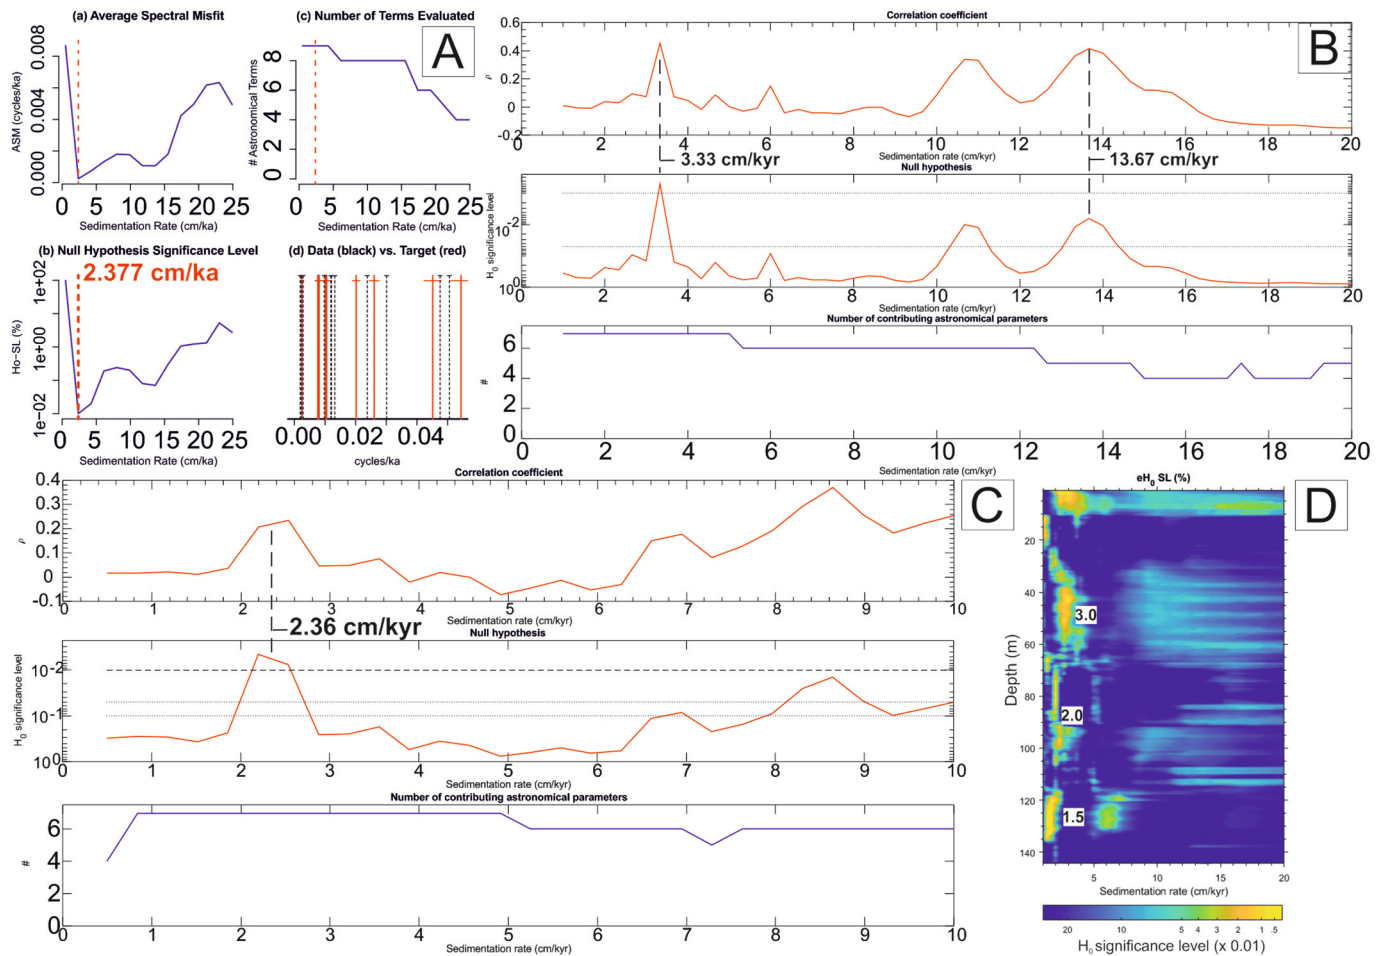 A
(a) Average Spectral Misfit
ASM (cycles/ka)
0.008
0.004
0.000
0 5 10 15 20 25
Sedimentation Rate (cm/ka)
(c) Number of Terms Evaluated
# Astronomical Terms
8
6
4
2
0
0 5 10 15 20 25
Sedimentation Rate (cm/ka)
(b) Null Hypothesis Significance Level
2.377 cm/ka
Ho-SL (%)
1e+02
1e+00
1e-02
0 5 10 15 20 25
Sedimentation Rate (cm/ka)
(d) Data (black) vs. Target (red)
0.00 0.02 0.04
cycles/ka
B
Correlation coefficient
ρ
0.6
0.4
0.2
0
-0.2
0 2 4 6 8 10 12 14 16 18 20
Sedimentation rate (cm/kyr)
3.33 cm/kyr
13.67 cm/kyr
Null hypothesis
H0 significance level
10-2
100
0 2 4 6 8 10 12 14 16 18 20
Sedimentation rate (cm/kyr)
Number of contributing astronomical parameters
#
6
4
2
0
0 2 4 6 8 10 12 14 16 18 20
Sedimentation rate (cm/kyr)
C
Correlation coefficient
ρ
0.4
0.3
0.2
0.1
0
-0.1
0 1 2 3 4 5 6 7 8 9 10
Sedimentation rate (cm/kyr)
2.36 cm/kyr
Null hypothesis
H0 significance level
10-2
10-1
100
0 1 2 3 4 5 6 7 8 9 10
Sedimentation rate (cm/kyr)
Number of contributing astronomical parameters
#
6
4
2
0
0 1 2 3 4 5 6 7 8 9 10
Sedimentation rate (cm/kyr)
D
eH0 SL (%)
Depth (m)
20
40
60
80
100
120
140
3.0
2.0
1.5
5 10 15 20
Sedimentation rate (cm/kyr)
20 10 5 4 3 2 1 .5
H0 significance level (x 0.01)